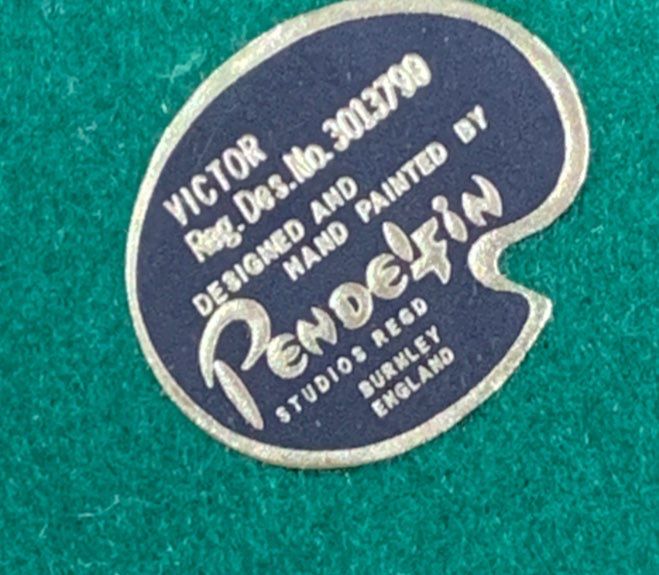 VICTOR
Reg. Des. No. 3013799
DESIGNED AND
HAND PAINTED BY
PENDELFIN
STUDIOS REGD
BURNLEY
ENGLAND